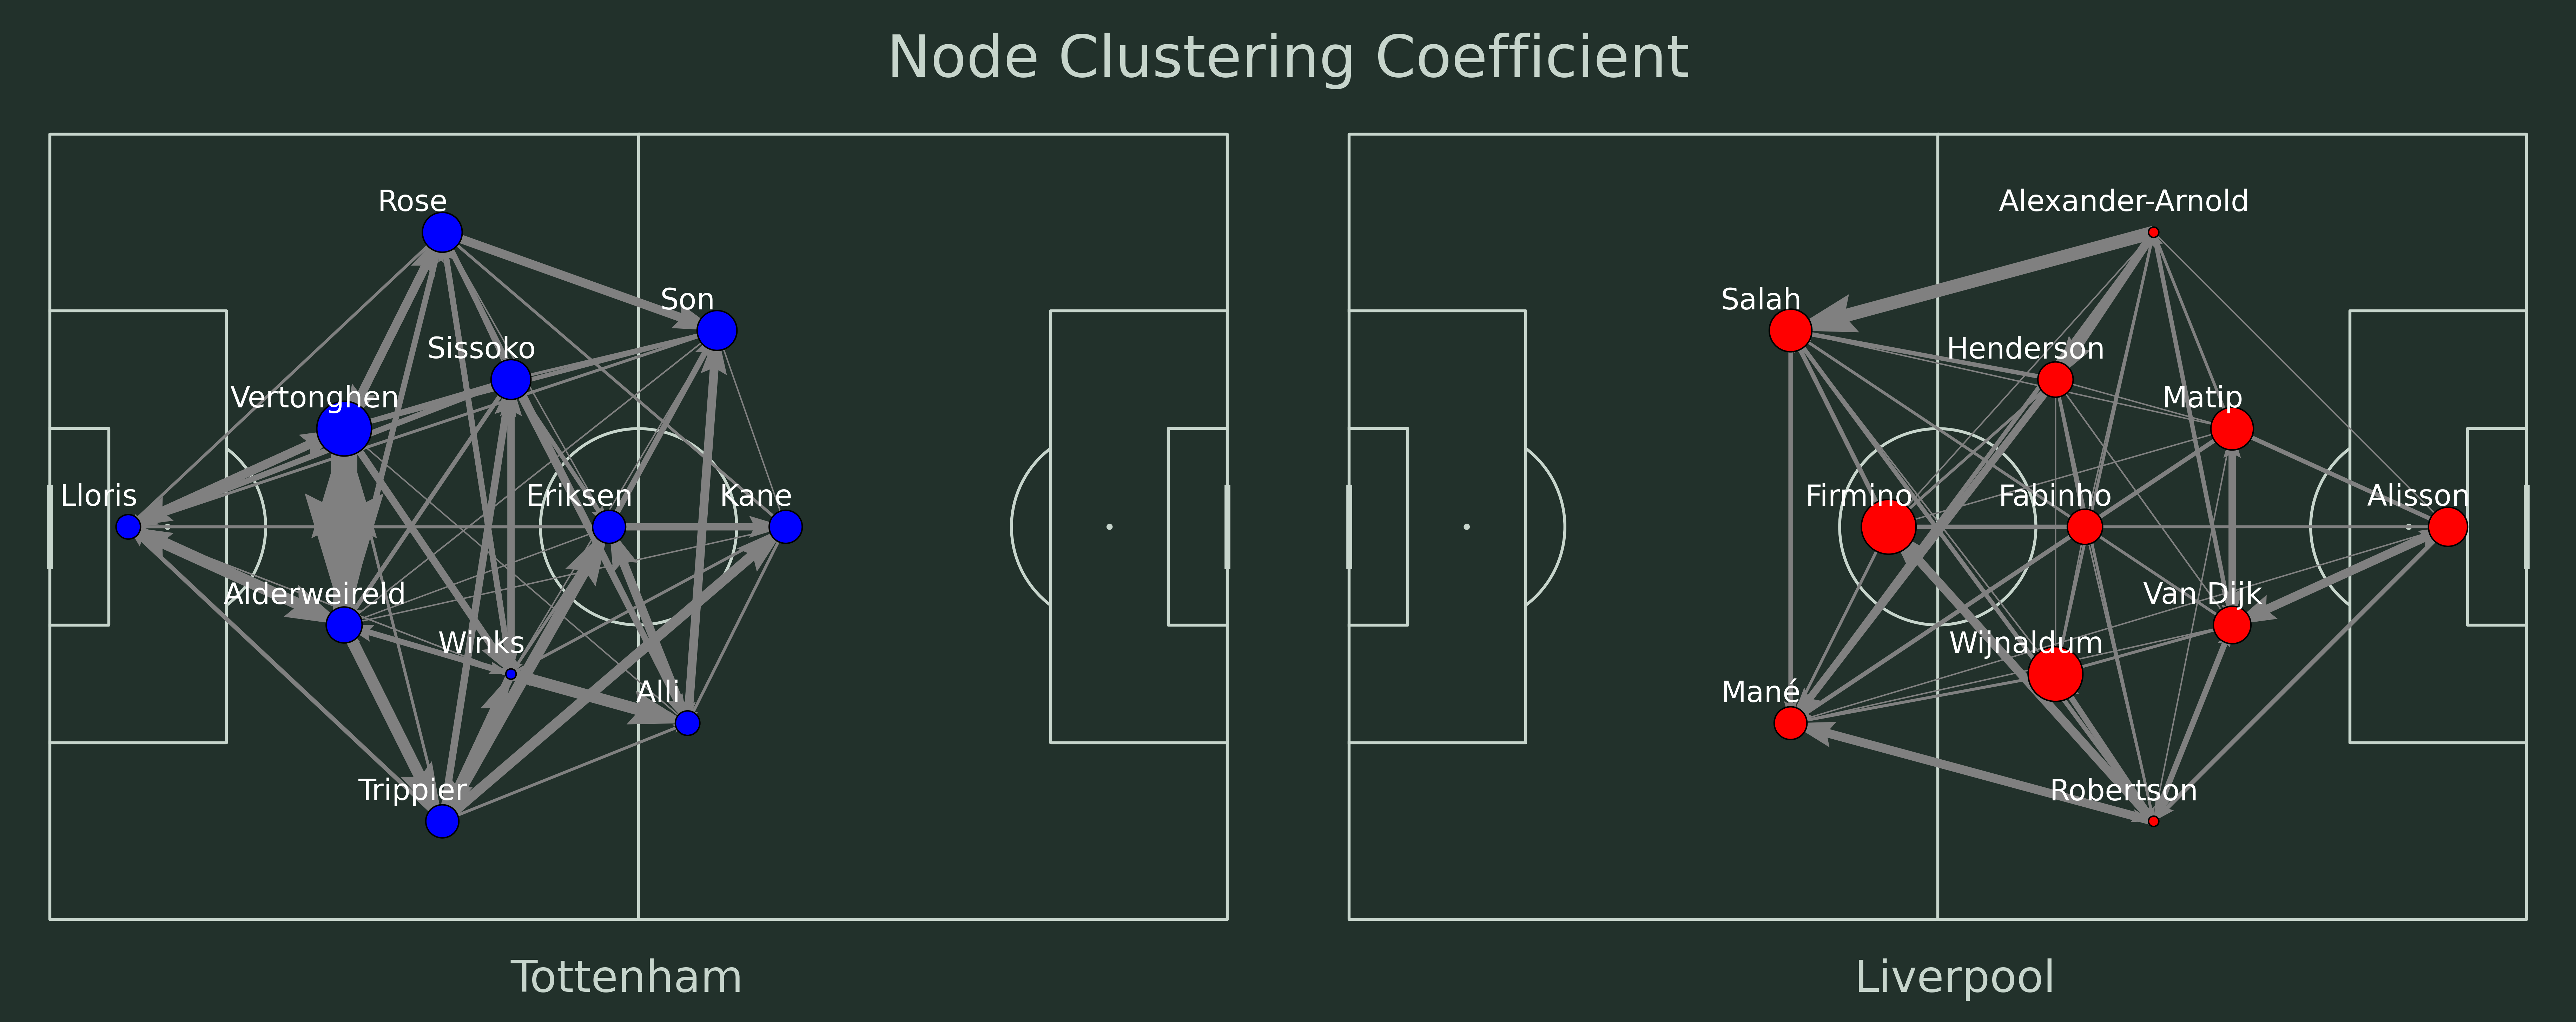 Node Clustering Coefficient
Rose
Son
Sissoko
Vertonghen
Lloris
Eriksen
Kane
Alderweireld
Winks
Alli
Trippier
Tottenham
Alexander-Arnold
Salah
Henderson
Matip
Firmino
Fabinho
Alisson
Van Dijk
Wijnaldum
Mané
Robertson
Liverpool